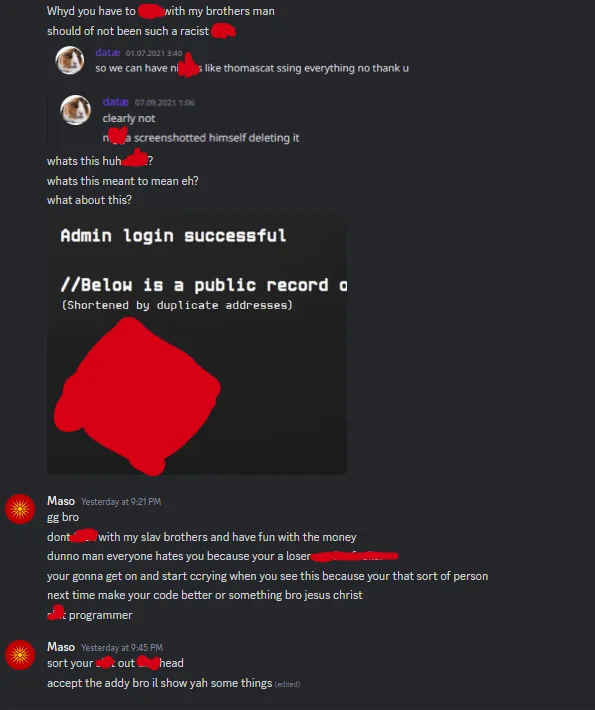 Whyd you have to with my brothers man
should of not been such a racist
datæ 01.07.2021 3:40
so we can have ni s like thomascat ssing everything no thank u
datæ 07.09.2021 1:06
clearly not
n a screenshotted himself deleting it
whats this huh ?
whats this meant to mean eh?
what about this?
Admin login successful
//Below is a public record o
(Shortened by duplicate addresses)
Maso Yesterday at 9:21 PM
gg bro
dont with my slav brothers and have fun with the money
dunno man everyone hates you because your a loser
your gonna get on and start ccrying when you see this because your that sort of person
next time make your code better or something bro jesus christ
programmer
Maso Yesterday at 9:45 PM
sort your out head
accept the addy bro il show yah some things (edited)